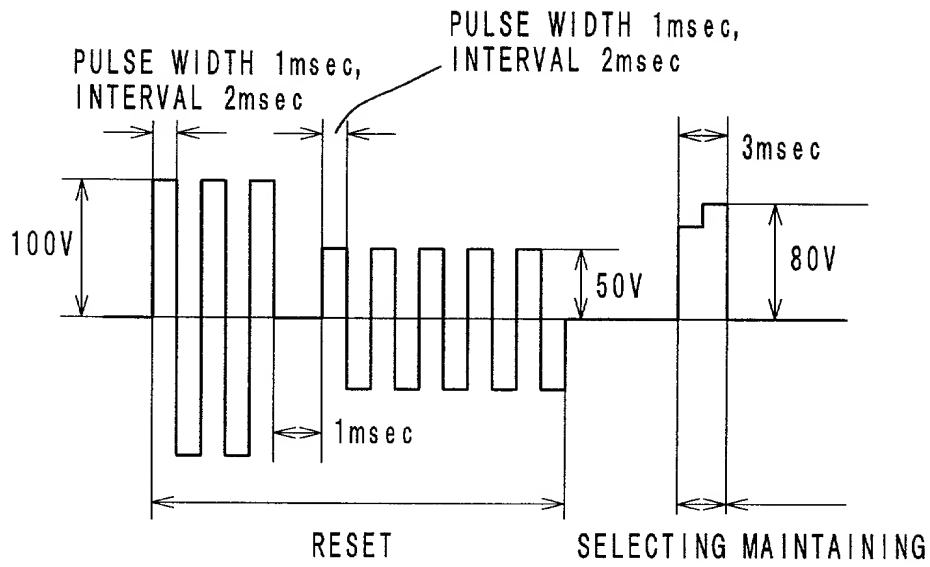 PULSE WIDTH 1msec,
INTERVAL 2msec
PULSE WIDTH 1msec,
INTERVAL 2msec
3msec
100V
50V
80V
1msec
RESET
SELECTING
MAINTAINING